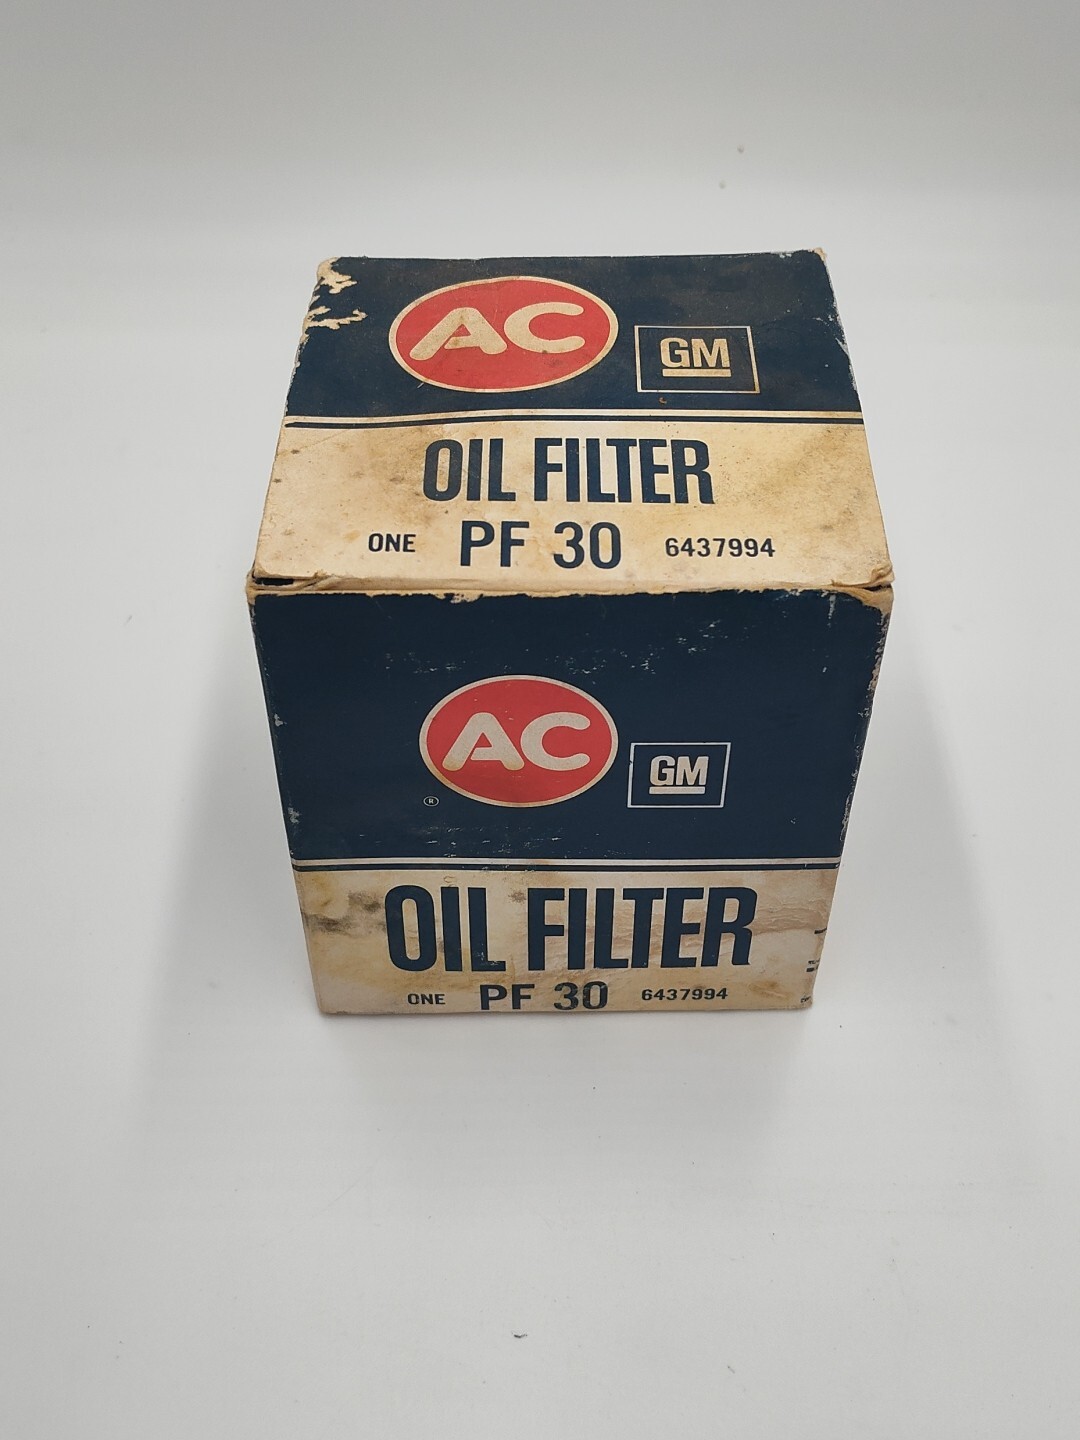 AC
GM
OIL FILTER
ONE PF 30 6437994
AC
GM
®
OIL FILTER
ONE PF 30 6437994